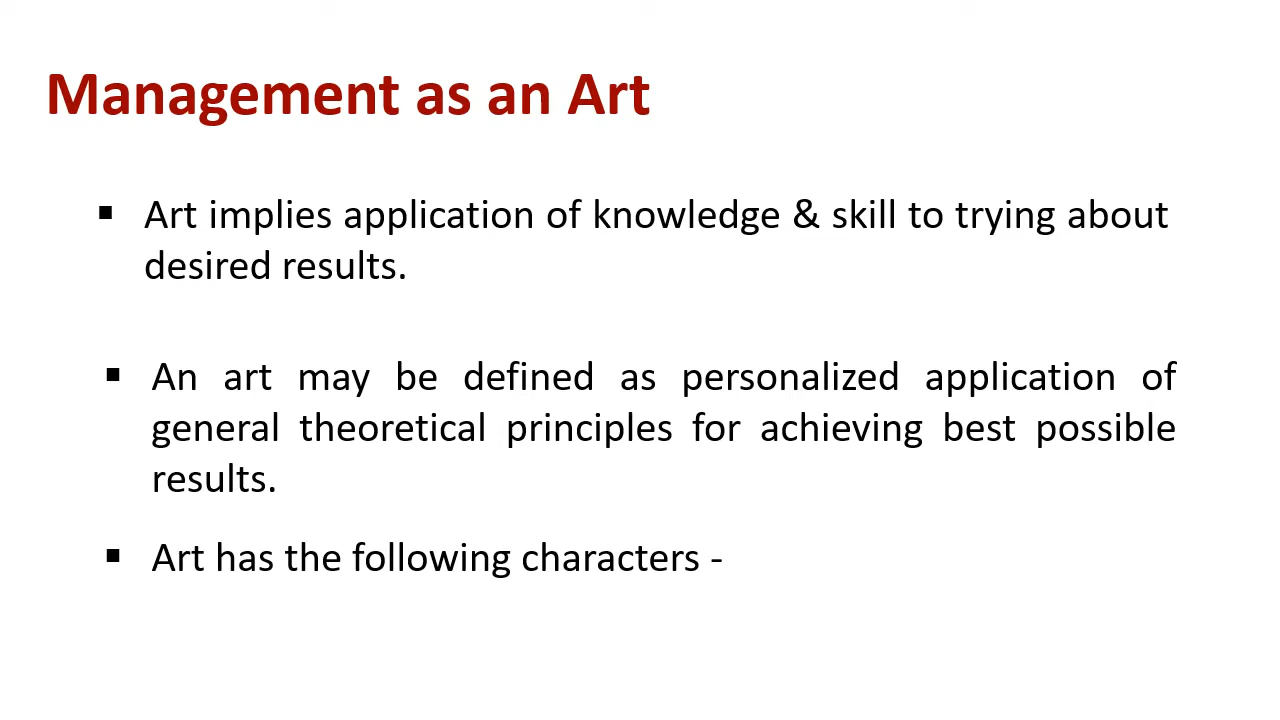 Management as an Art
▪ Art implies application of knowledge & skill to trying about
desired results.
▪ An art may be defined as personalized application of
general theoretical principles for achieving best possible
results.
▪ Art has the following characters -